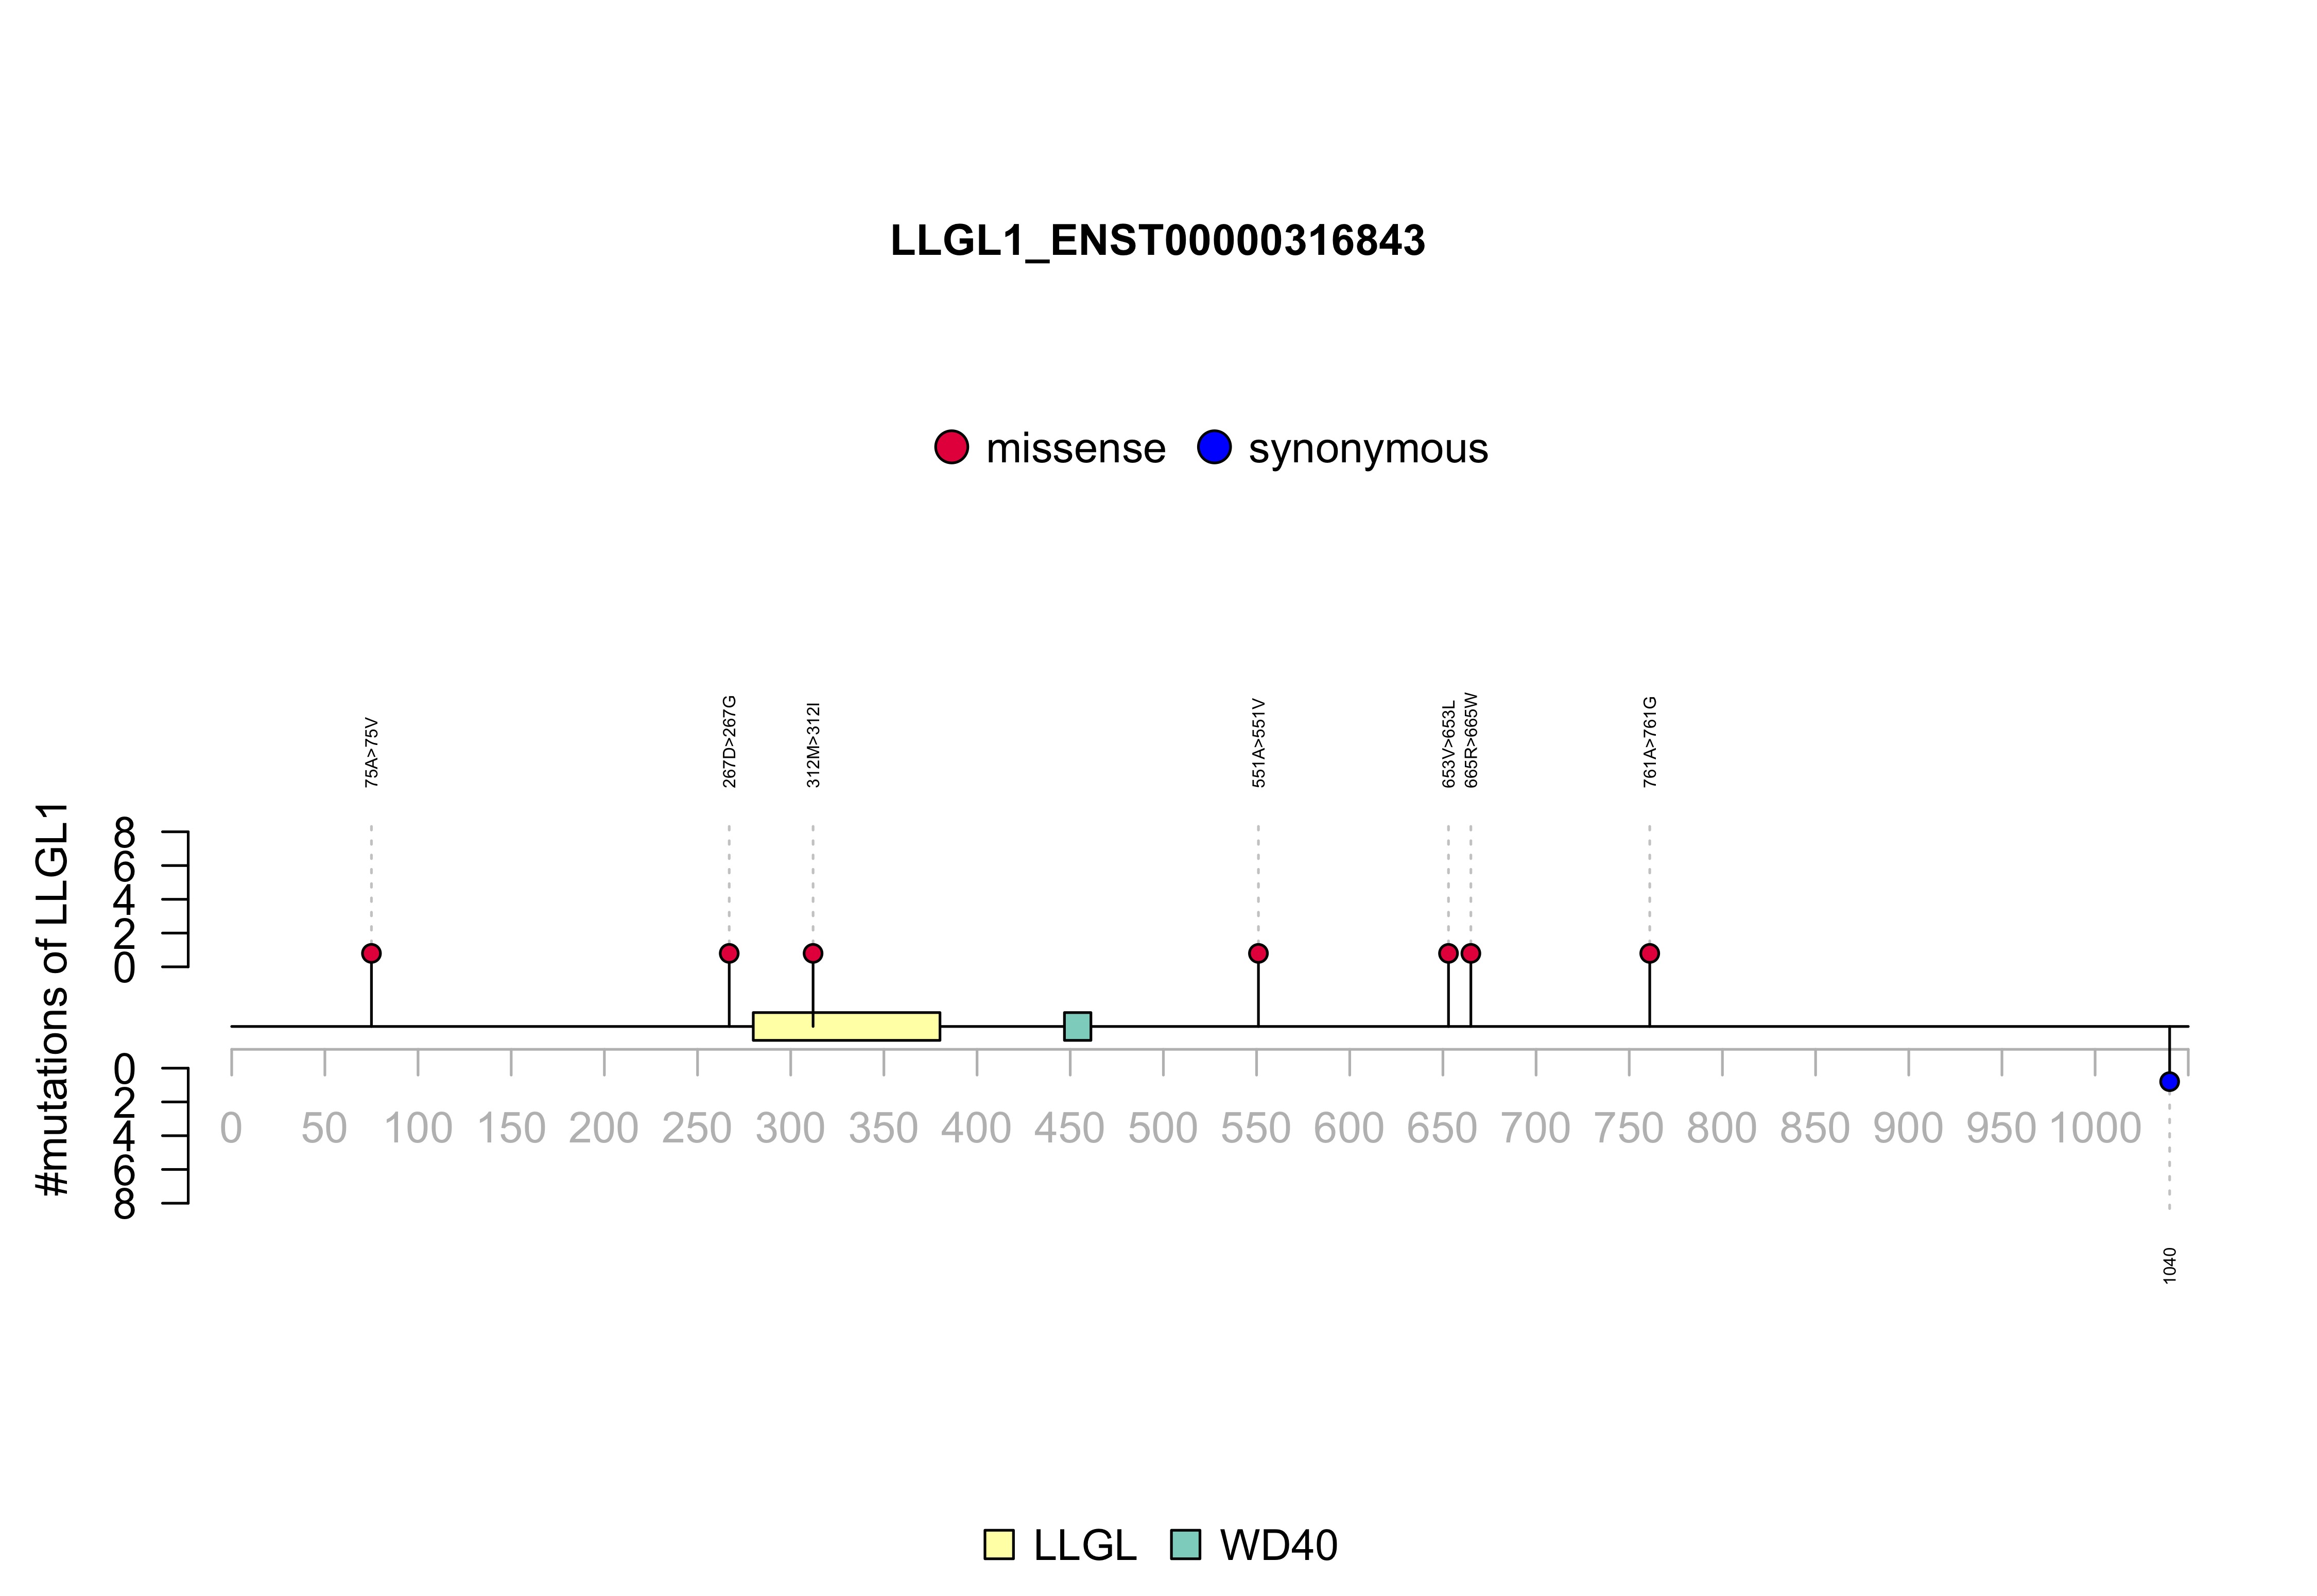 LLGL1_ENST00000316843
missense synonymous
75A>75V
267D>267G
312M>312I
551A>551V
653V>653L
665R>665W
761A>761G
#mutations of LLGL1
8
6
4
2
0
0
2
4
6
8
0 50 100 150 200 250 300 350 400 450 500 550 600 650 700 750 800 850 900 950 1000
1040
LLGL WD40